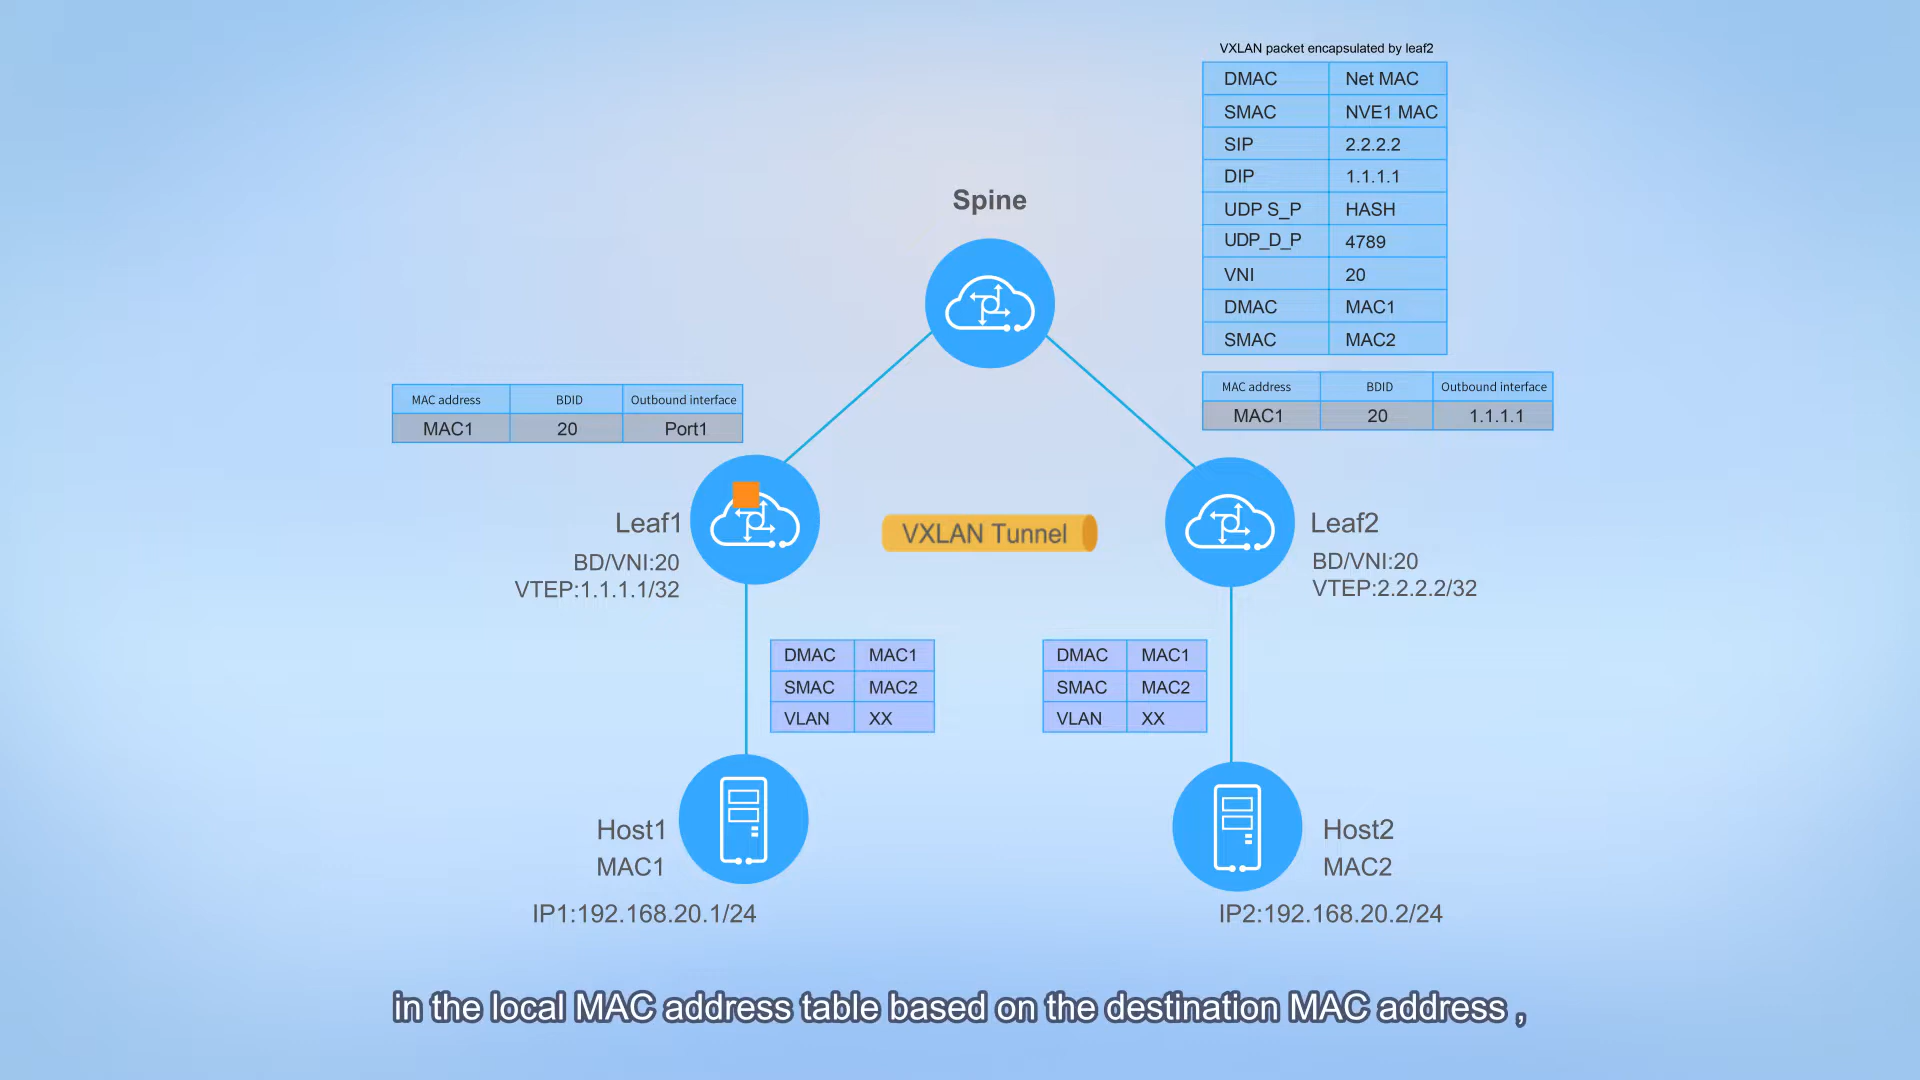 VXLAN packet encapsulated by leaf2
DMAC Net MAC
SMAC NVE1 MAC
SIP 2.2.2.2
DIP 1.1.1.1
UDP S_P HASH
UDP_D_P 4789
VNI 20
DMAC MAC1
SMAC MAC2
Spine
MAC address BDID Outbound interface
MAC1 20 Port1
MAC address BDID Outbound interface
MAC1 20 1.1.1.1
Leaf1
BD/VNI:20
VTEP:1.1.1.1/32
VXLAN Tunnel
Leaf2
BD/VNI:20
VTEP:2.2.2.2/32
DMAC MAC1
SMAC MAC2
VLAN XX
DMAC MAC1
SMAC MAC2
VLAN XX
Host1
MAC1
IP1:192.168.20.1/24
Host2
MAC2
IP2:192.168.20.2/24
in the local MAC address table based on the destination MAC address ,